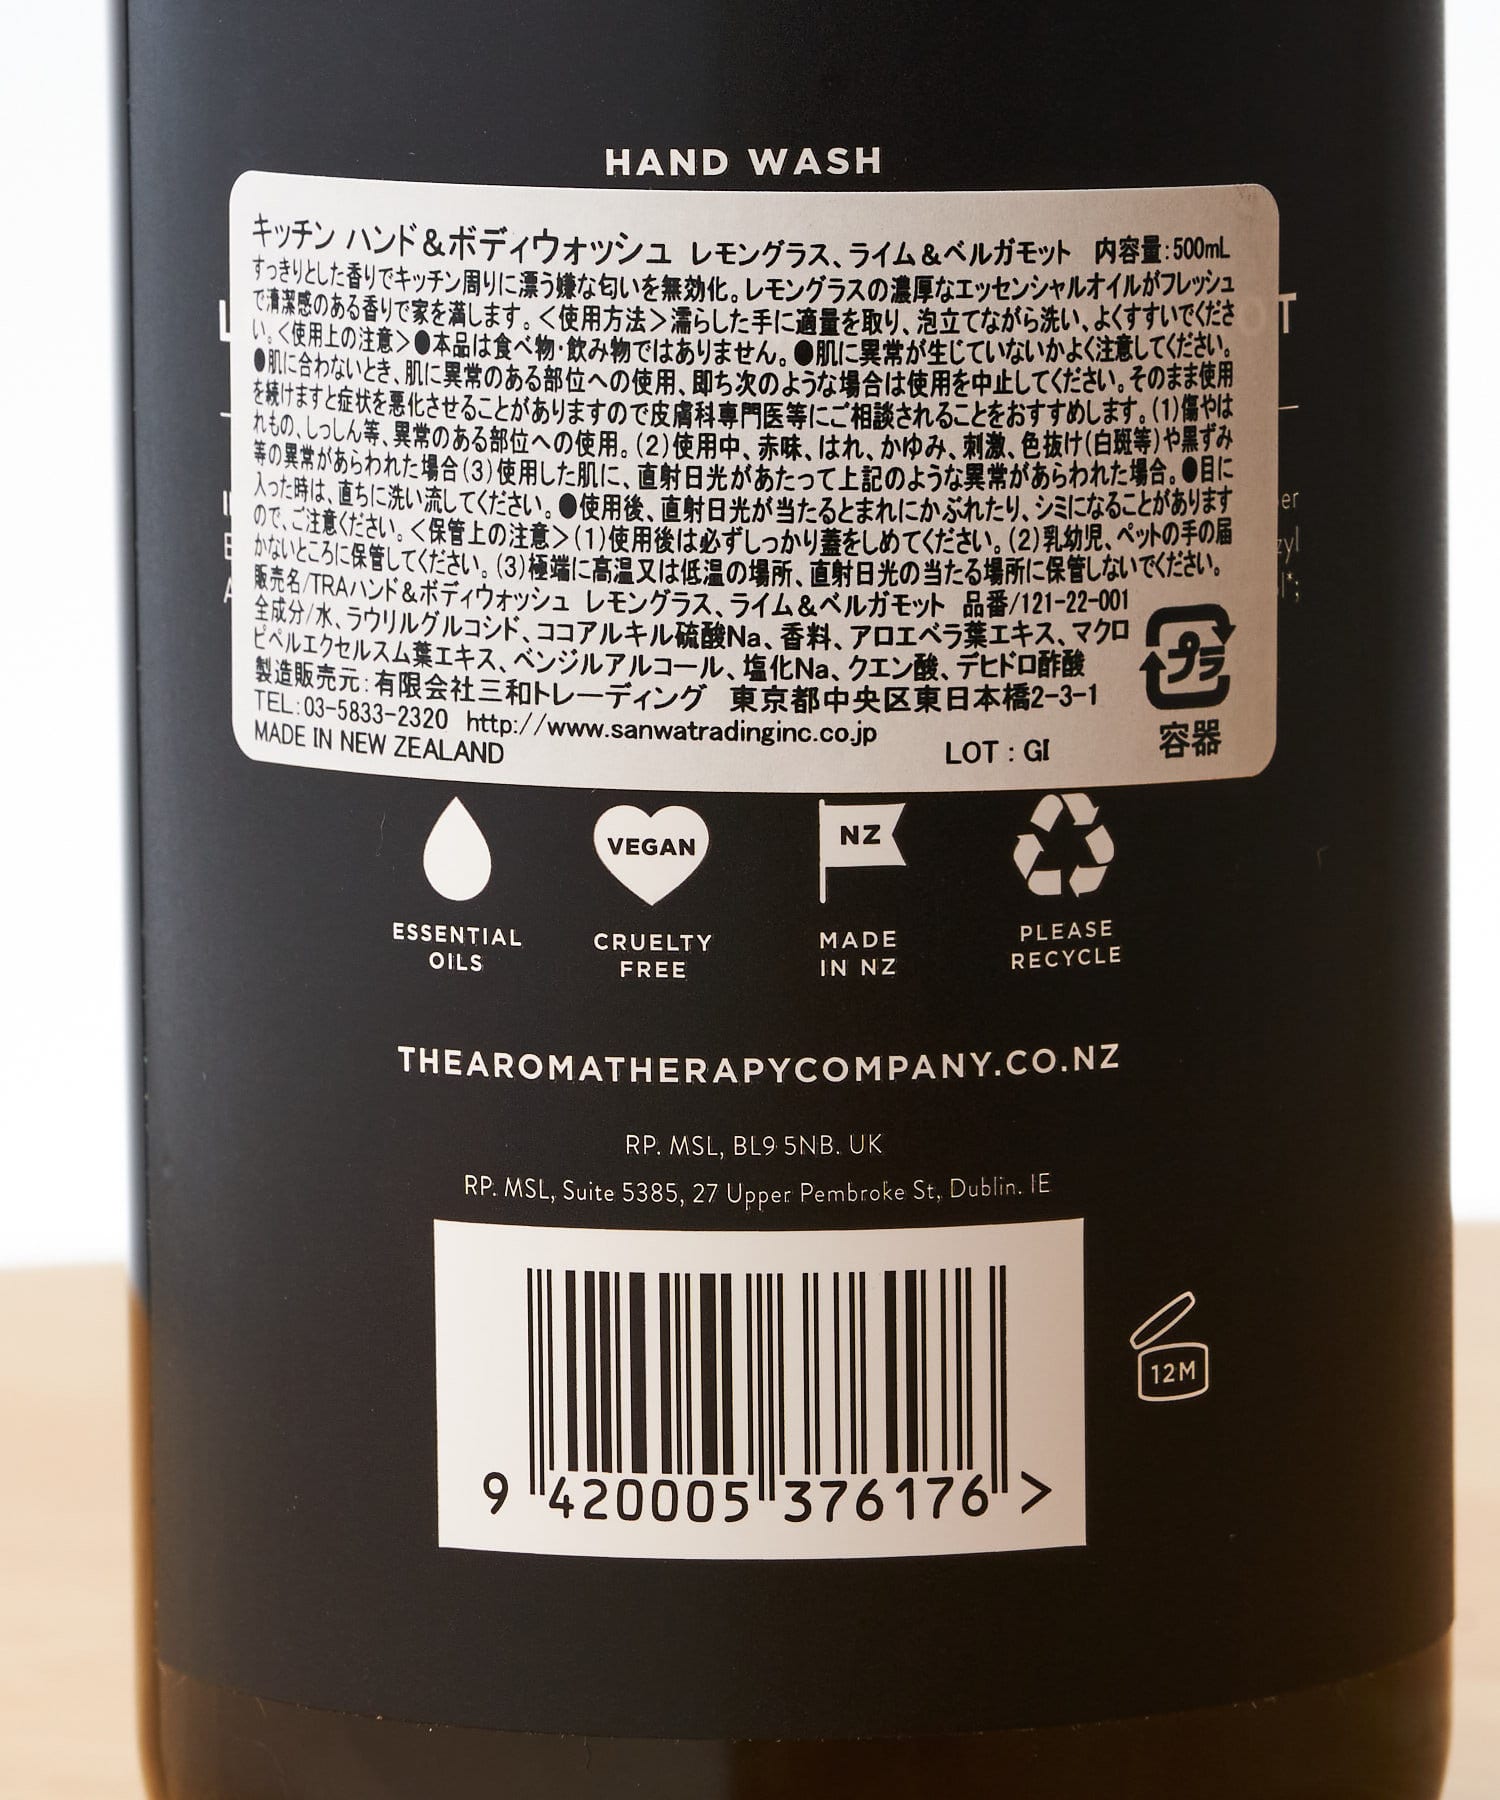 HAND WASH
キッチン ハンド&ボディウォッシュ レモングラス、ライム&ベルガモット 内容量:500mL
すっきりとした香りでキッチン周りに漂う嫌な匂いを無効化。レモングラスの濃厚なエッセンシャルオイルがフレッシュ
で清潔感のある香りで家を満します。<使用方法>濡らした手に適量を取り、泡立てながら洗い、よくすすいでくださ
い。<使用上の注意>●本品は食べ物・飲み物ではありません。●肌に異常が生じていないかよく注意してください。
●肌に合わないとき、肌に異常のある部位への使用、即ち次のような場合は使用を中止してください。そのまま使用
を続けますと症状を悪化させることがありますので皮膚科専門医等にご相談されることをおすすめします。(1)傷やは
れもの、しっしん等、異常のある部位への使用。(2)使用中、赤味、はれ、かゆみ、刺激、色抜け(白斑等)や黒ずみ
等の異常があらわれた場合(3)使用した肌に、直射日光があたって上記のような異常があらわれた場合。●目に
入った時は、直ちに洗い流してください。●使用後、直射日光が当たるとまれにかぶれたり、シミになることがあります
ので、ご注意ください。<保管上の注意>(1)使用後は必ずしっかり蓋をしめてください。(2)乳幼児、ペットの手の届
かないところに保管してください。(3)極端に高温又は低温の場所、直射日光の当たる場所に保管しないでください。
販売名/TRAハンド&ボディウォッシュ レモングラス、ライム&ベルガモット 品番/121-22-001
全成分/水、ラウリルグルコシド、ココアルキル硫酸Na、香料、アロエベラ葉エキス、マクロ
ピペルエクセルスム葉エキス、ベンジルアルコール、塩化Na、クエン酸、デヒドロ酢酸
製造販売元:有限会社三和トレーディング 東京都中央区東日本橋2-3-1
TEL:03-5833-2320 http://www.sanwatradinginc.co.jp
MADE IN NEW ZEALAND LOT : GI
プラ
容器
VEGAN
NZ
ESSENTIAL
OILS
CRUELTY
FREE
MADE
IN NZ
PLEASE
RECYCLE
THEAROMATHERAPYCOMPANY.CO.NZ
RP. MSL, BL9 5NB. UK
RP. MSL, Suite 5385, 27 Upper Pembroke St, Dublin. IE
12M
9 420005 376176 >